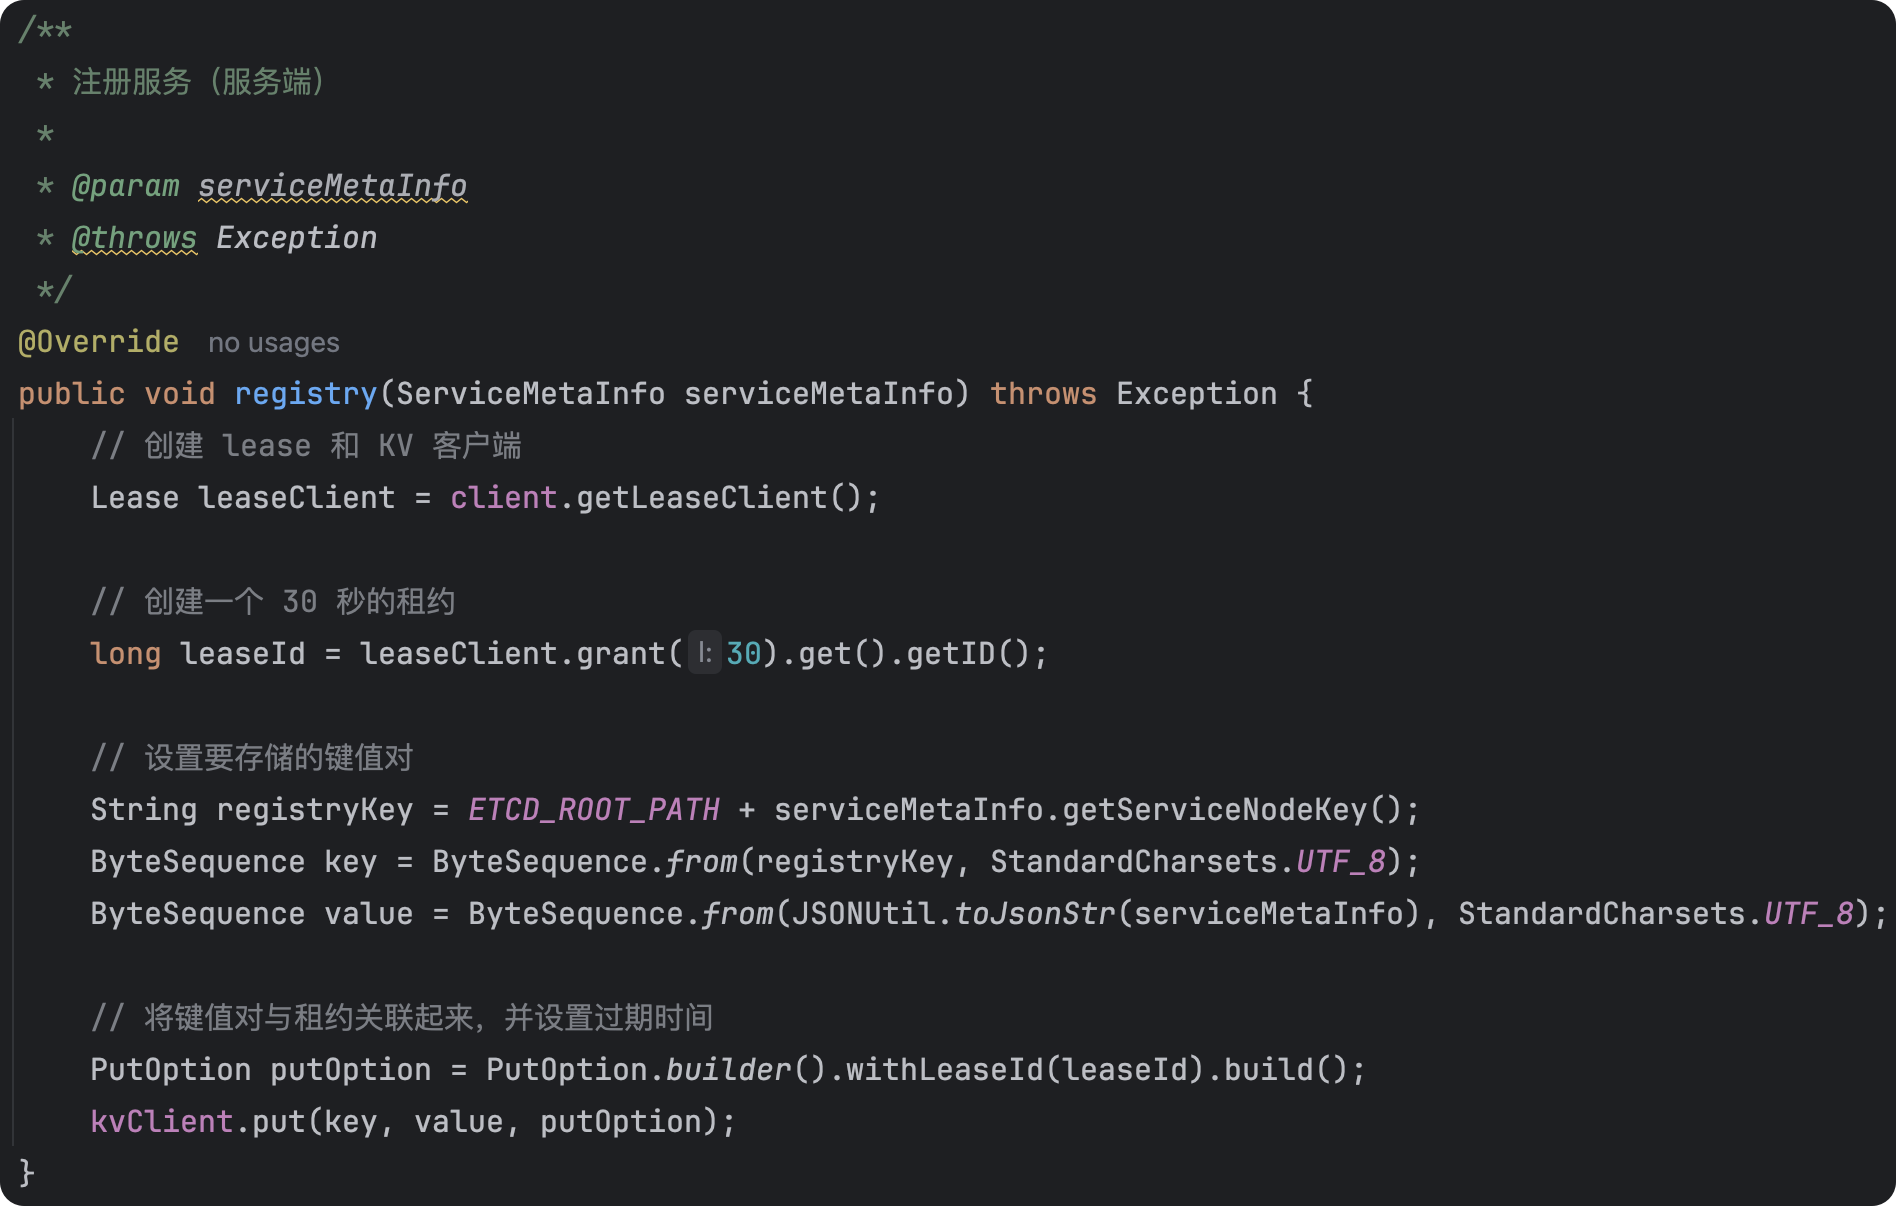 /**
 * 注册服务（服务端）
 *
 * @param serviceMetaInfo
 * @throws Exception
 */
@Override no usages
public void registry(ServiceMetaInfo serviceMetaInfo) throws Exception {
    // 创建 lease 和 KV 客户端
    Lease leaseClient = client.getLeaseClient();

    // 创建一个 30 秒的租约
    long leaseId = leaseClient.grant( l: 30).get().getID();

    // 设置要存储的键值对
    String registryKey = ETCD_ROOT_PATH + serviceMetaInfo.getServiceNodeKey();
    ByteSequence key = ByteSequence.from(registryKey, StandardCharsets.UTF_8);
    ByteSequence value = ByteSequence.from(JSONUtil.toJsonStr(serviceMetaInfo), StandardCharsets.UTF_8);

    // 将键值对与租约关联起来，并设置过期时间
    PutOption putOption = PutOption.builder().withLeaseId(leaseId).build();
    kvClient.put(key, value, putOption);
}